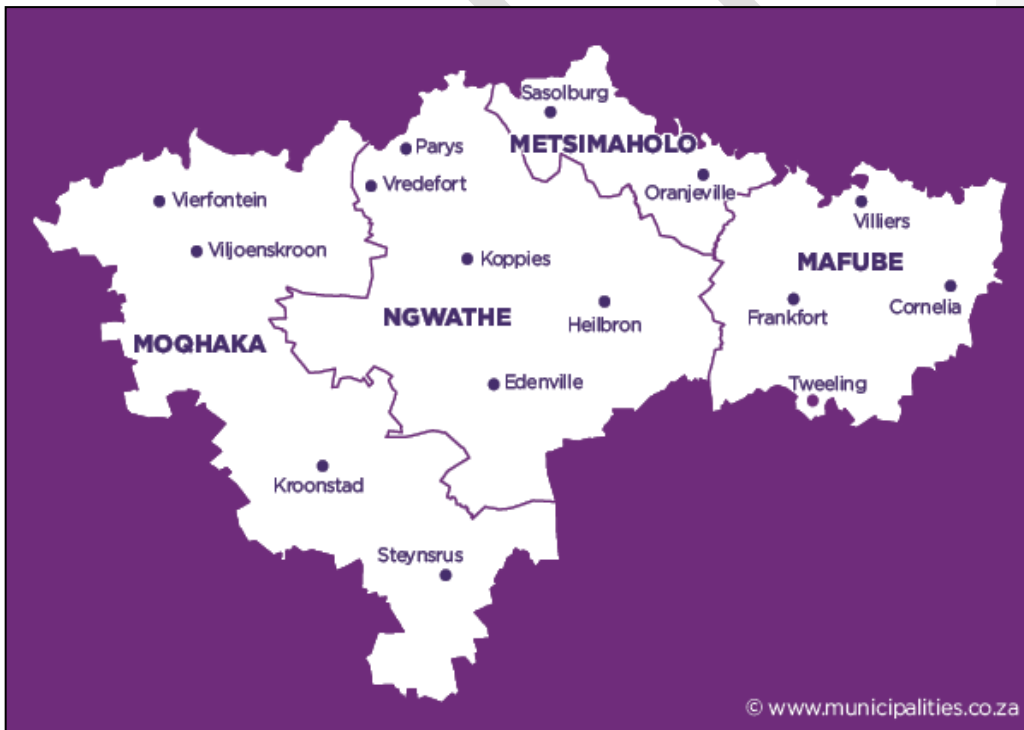 Sasolburg
METSIMAHOLO
Parys
Vredefort
Oranjeville
Vierfontein
Villiers
Viljoenskroon
Koppies
MAFUBE
Cornelia
NGWATHE
Frankfort
Heilbron
MOQHAKA
Edenville
Tweeling
Kroonstad
Steynsrus
© www.municipalities.co.za